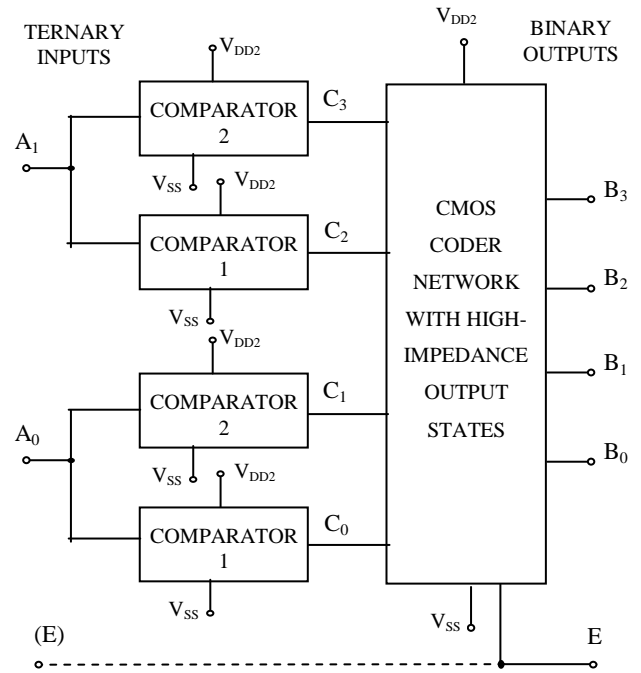 TERNARY
INPUTS
V_DD2
BINARY
OUTPUTS
V_DD2
COMPARATOR
2
C_3
A_1
V_SS
V_DD2
B_3
COMPARATOR
1
C_2
V_SS
V_DD2
CMOS
CODER
NETWORK
WITH HIGH-
IMPEDANCE
OUTPUT
STATES
B_2
B_1
B_0
COMPARATOR
2
C_1
A_0
V_SS
V_DD2
COMPARATOR
1
C_0
V_SS
V_SS
(E)
E